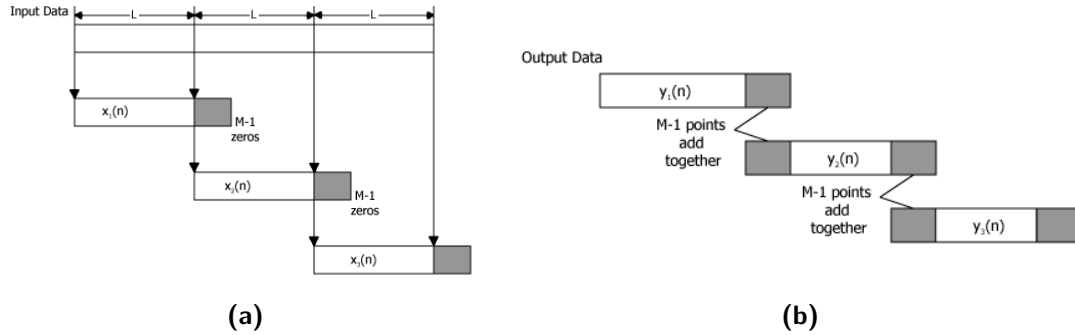 Input Data
L
L
L
x₁(n)
M-1
zeros
x₂(n)
M-1
zeros
x₃(n)
(a)
Output Data
y₁(n)
M-1 points
add
together
y₂(n)
M-1 points
add
together
y₃(n)
(b)